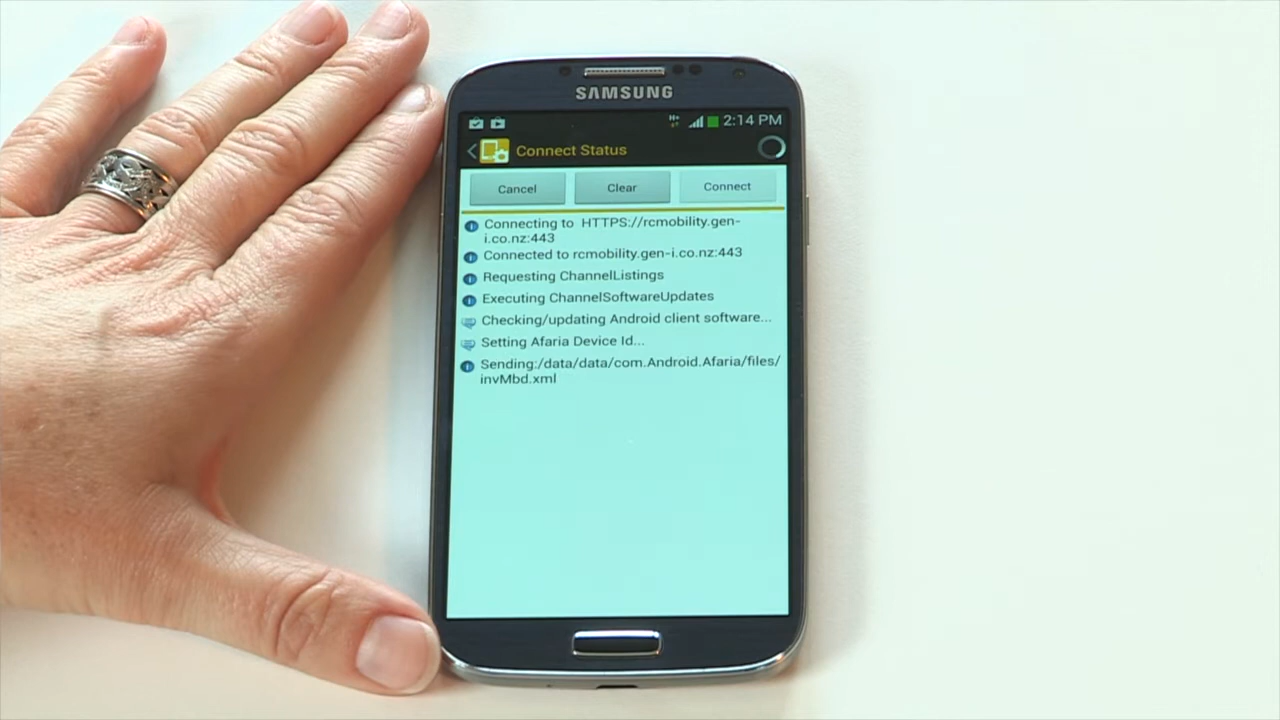 SAMSUNG
H+ 2:14 PM
Connect Status
Cancel Clear Connect
Connecting to HTTPS://rcmobility.gen-
i.co.nz:443
Connected to rcmobility.gen-i.co.nz:443
Requesting ChannelListings
Executing ChannelSoftwareUpdates
Checking/updating Android client software...
Setting Afaria Device Id...
Sending:/data/data/com.Android.Afaria/files/
invMbd.xml